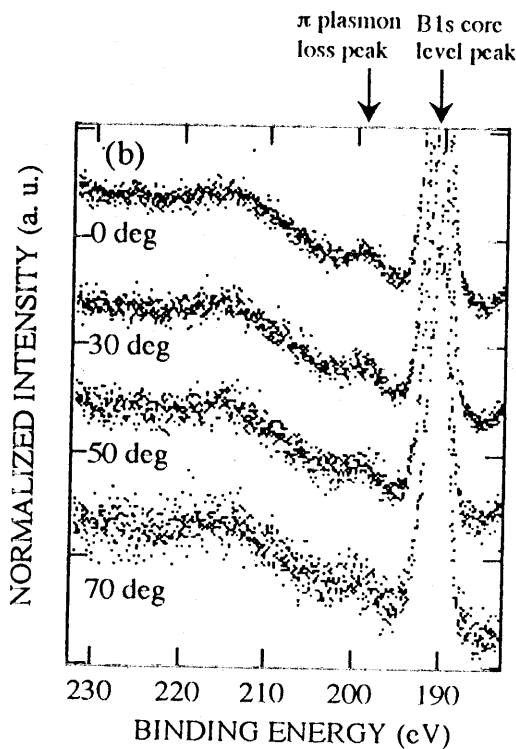 π plasmon
loss peak
B1s core
level peak
(b)
0 deg
30 deg
50 deg
70 deg
NORMALIZED INTENSITY (a. u.)
230 220 210 200 190
BINDING ENERGY (eV)